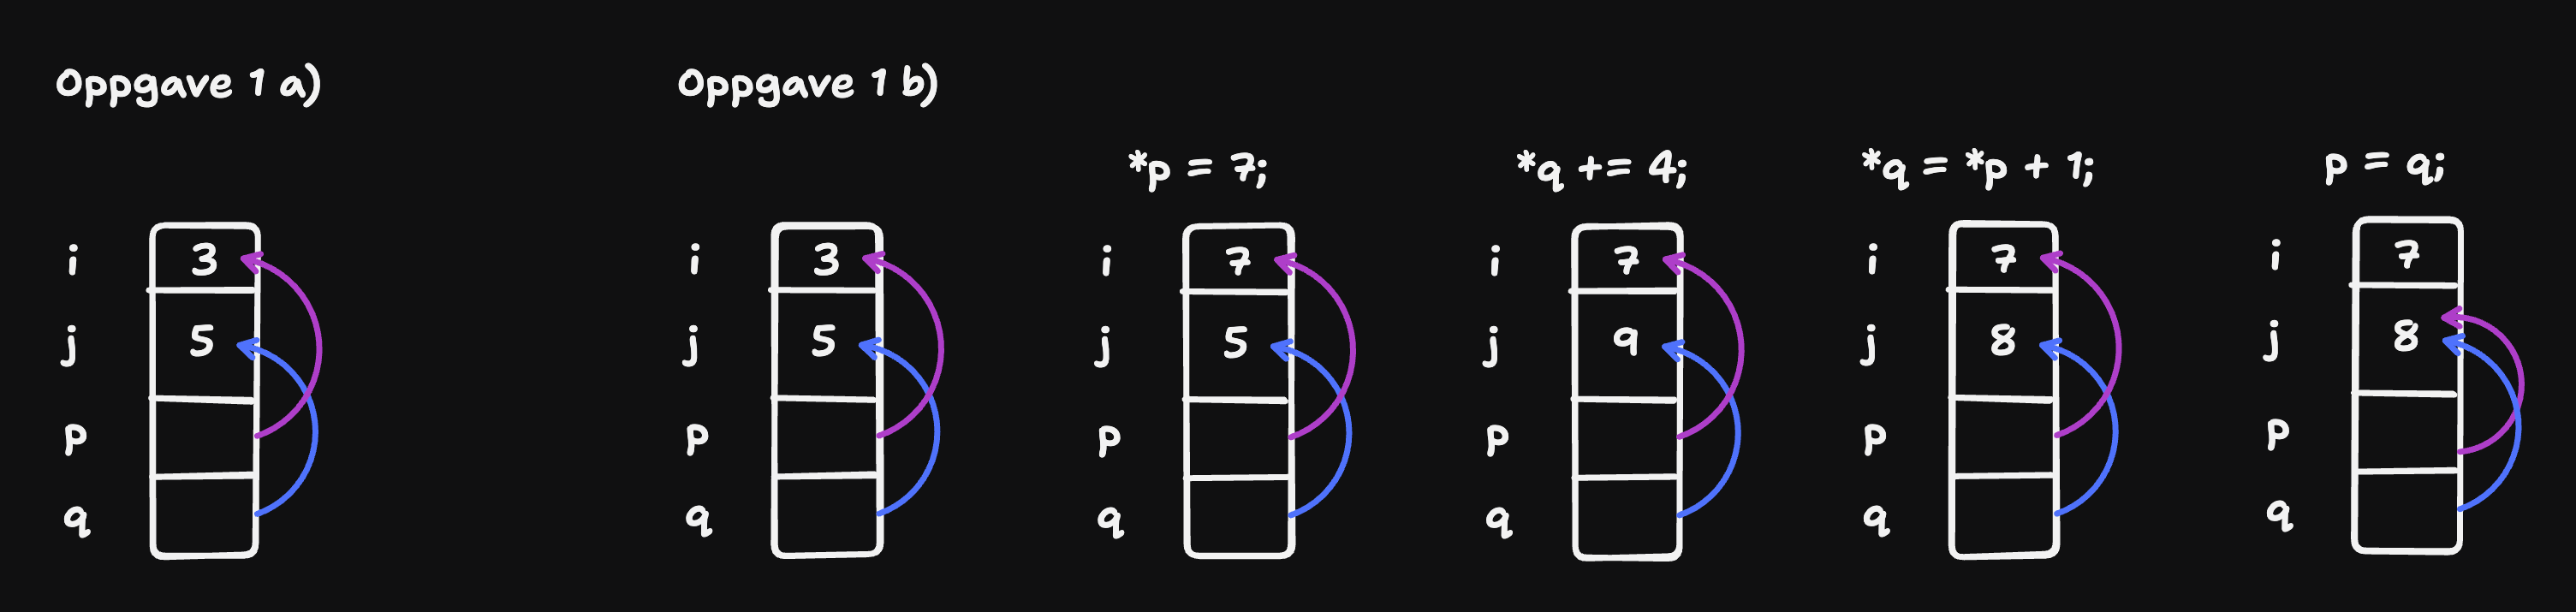 Oppgave 1 a)
i 3
j 5
p
q
Oppgave 1 b)
i 3
j 5
p
q
*p = 7;
i 7
j 5
p
q
*q += 4;
i 7
j 9
p
q
*q = *p + 1;
i 7
j 8
p
q
p = q;
i 7
j 8
p
q